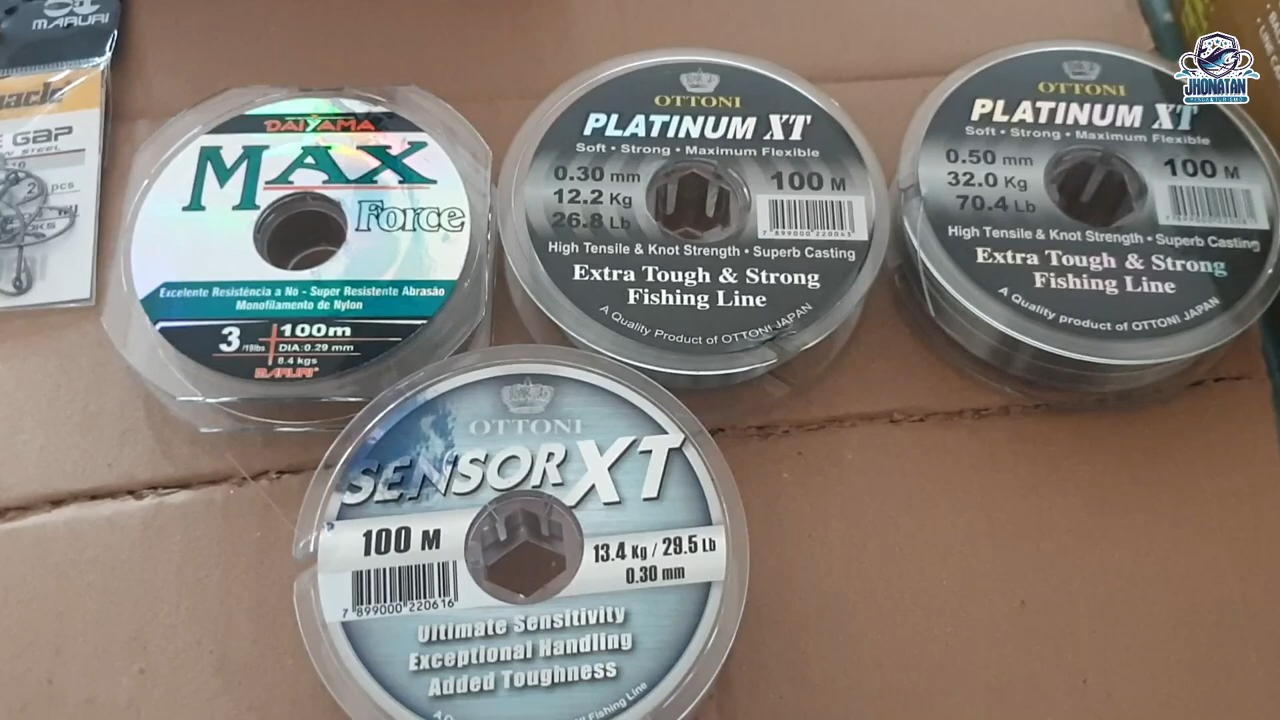 MARURI
GAP
2 pcs
DAIYAMA
MAX
Force
Excelente Resistência a Nó - Super Resistente Abrasão
Monofilamento de Nylon
3 /19lbs
100m
DIA:0.29 mm
8.4 kgs
MARURI
OTTONI
PLATINUM XT
Soft • Strong • Maximum Flexible
0.30 mm
12.2 Kg
26.8 Lb
100 M
7 899000 220043
High Tensile & Knot Strength • Superb Casting
Extra Tough & Strong
Fishing Line
A Quality Product of OTTONI JAPAN
OTTONI
PLATINUM XT
Soft • Strong • Maximum Flexible
0.50 mm
32.0 Kg
70.4 Lb
100 M
High Tensile & Knot Strength • Superb Casting
Extra Tough & Strong
Fishing Line
A Quality product of OTTONI JAPAN
JHONATAN
OTTONI
SENSOR XT
100 M
7 899000 220616
13.4 Kg / 29.5 Lb
0.30 mm
Ultimate Sensitivity
Exceptional Handling
Added Toughness
Fishing Line